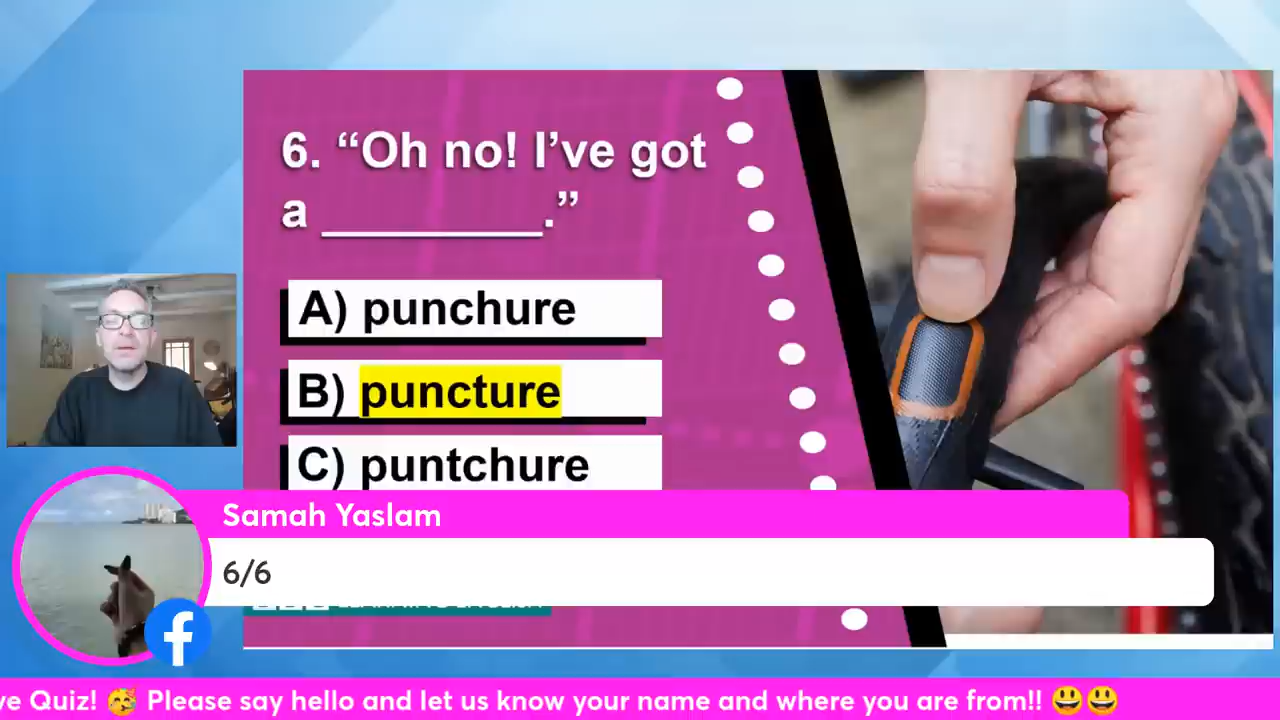 6. “Oh no! I’ve got
a __________.”
A) punchure
B) puncture
C) puntchure
Samah Yaslam
6/6
ve Quiz! 🥳 Please say hello and let us know your name and where you are from!! 😃😃